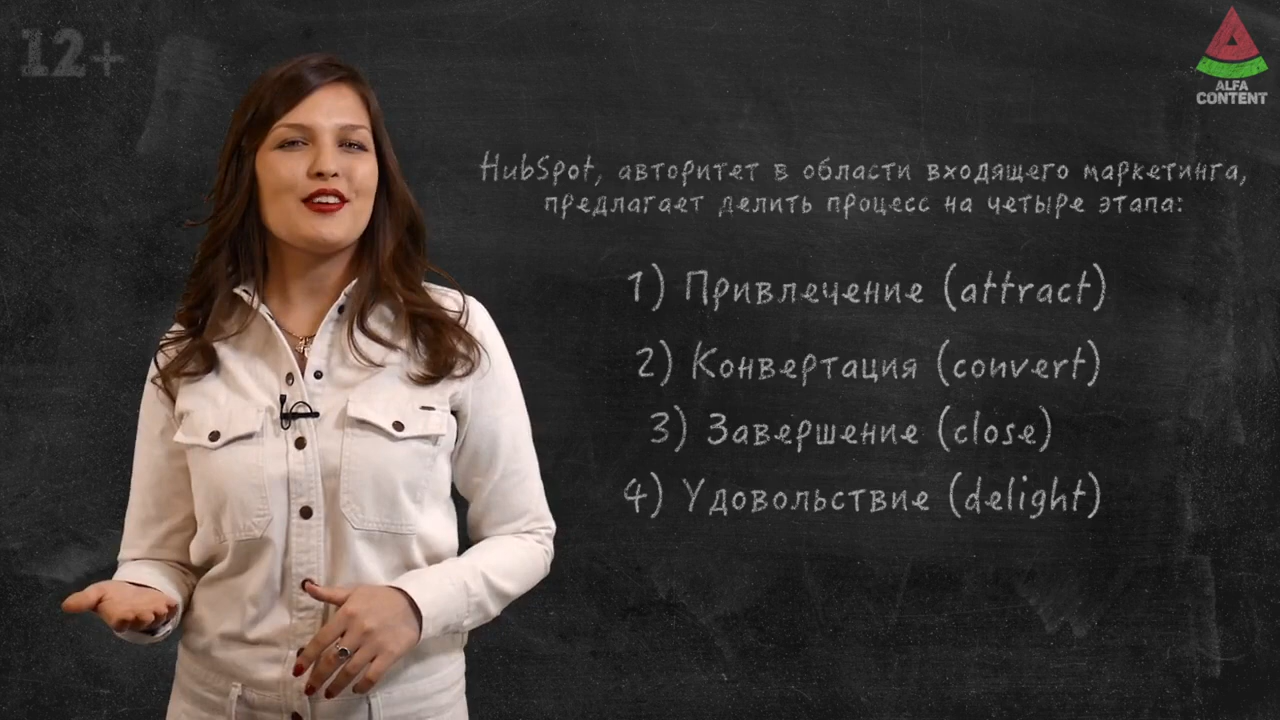 12+
ALFA
CONTENT
HubSpot, авторитет в области входящего маркетинга,
предлагает делить процесс на четыре этапа:
1) Привлечение (attract)
2) Конвертация (convert)
3) Завершение (close)
4) Удовольствие (delight)